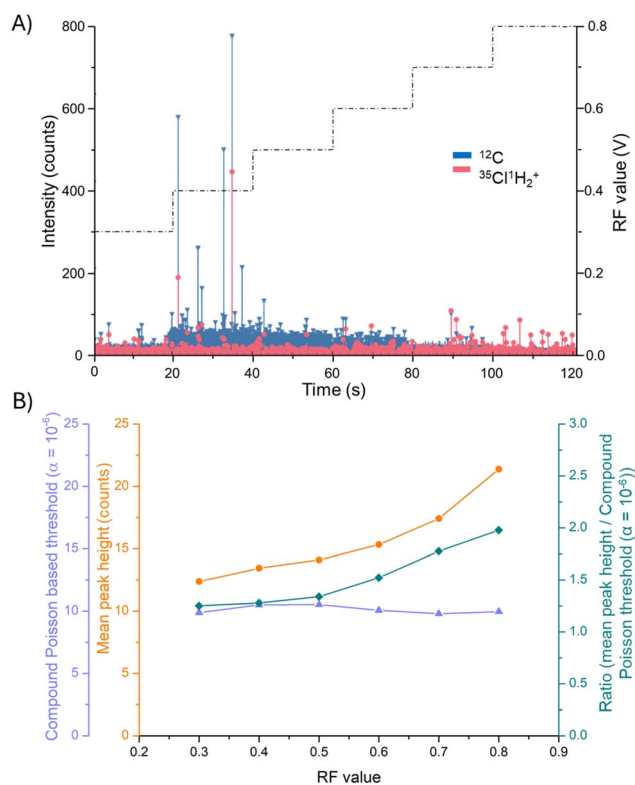 A)
Intensity (counts)
800
600
400
200
0
0.8
0.6
0.4
0.2
0.0
RF value (V)
¹²C
³⁵Cl¹H₂⁺
0 20 40 60 80 100 120
Time (s)
B)
Compound Poisson based threshold (α = 10⁻⁶)
25
20
15
10
5
0
Mean peak height (counts)
25
20
15
10
5
0
3.0
2.5
2.0
1.5
1.2
0.6
0.3
0.0
Ratio (mean peak height / Compound
Poisson threshold (α = 10⁻⁶))
0.2 0.3 0.4 0.5 0.6 0.7 0.8 0.9
RF value